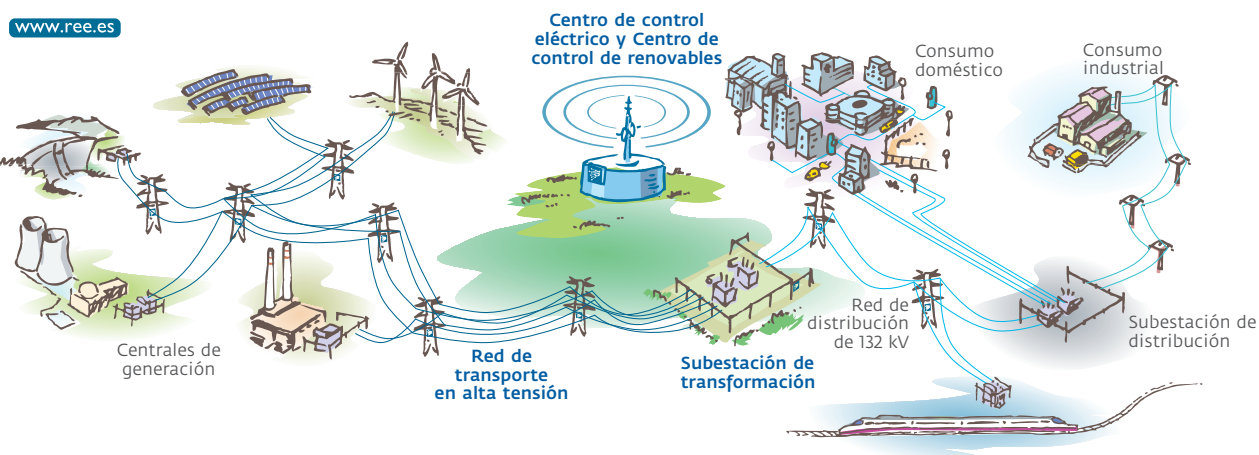 www.ree.es
Centro de control
eléctrico y Centro de
control de renovables
Consumo
doméstico
Consumo
industrial
Centrales de
generación
Red de
transporte
en alta tensión
Subestación de
transformación
Red de
distribución
de 132 kV
Subestación de
distribución